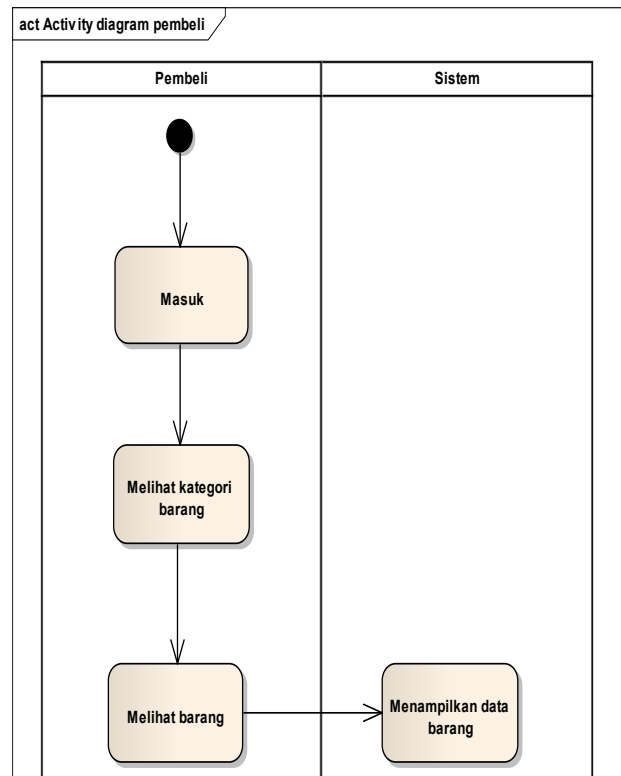 act Activity diagram pembeli
Pembeli
Sistem
Masuk
Melihat kategori
barang
Melihat barang
Menampilkan data
barang